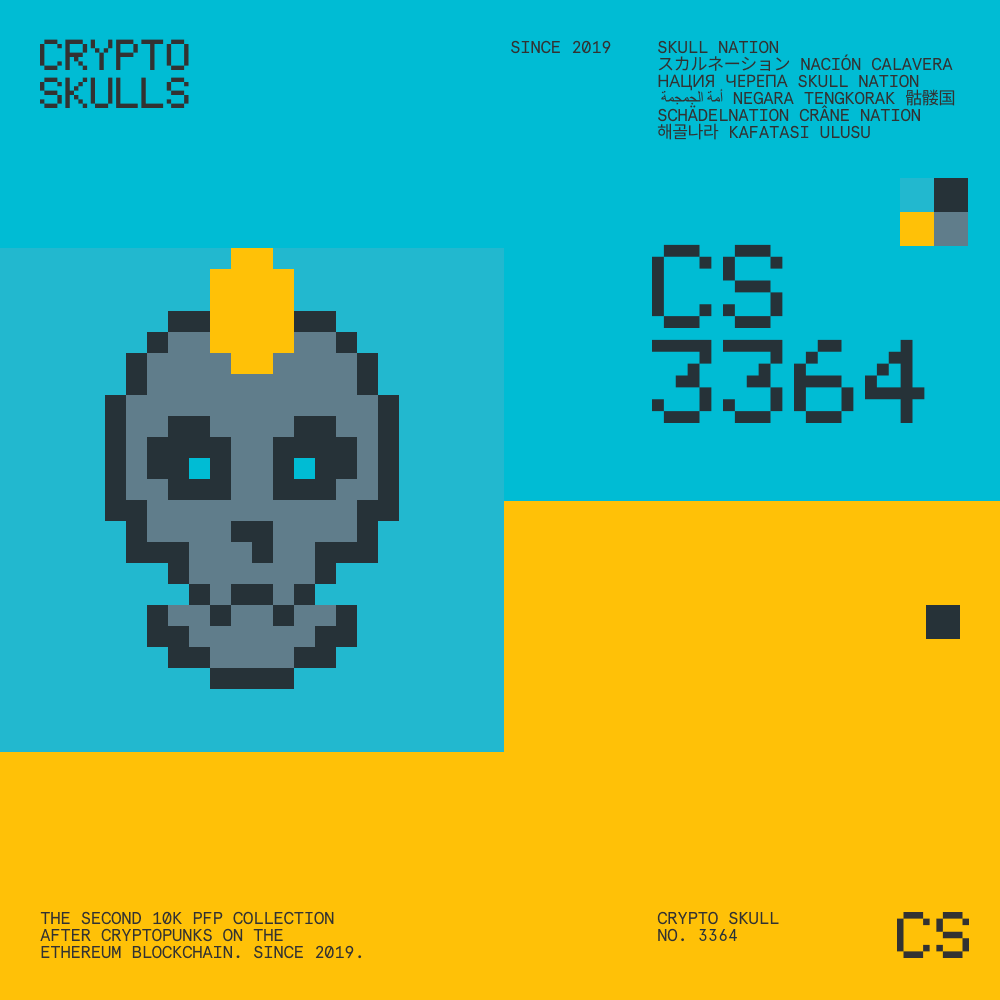 CRYPTO
SKULLS
SINCE 2019
SKULL NATION
スカルネーション NACIÓN CALAVERA
НАЦИЯ ЧЕРЕПА SKULL NATION
أمة الجمجمة NEGARA TENGKORAK 骷髅国
SCHÄDELNATION CRÂNE NATION
해골나라 KAFATASI ULUSU
CS
3364
THE SECOND 10K PFP COLLECTION
AFTER CRYPTOPUNKS ON THE
ETHEREUM BLOCKCHAIN. SINCE 2019.
CRYPTO SKULL
NO. 3364
CS